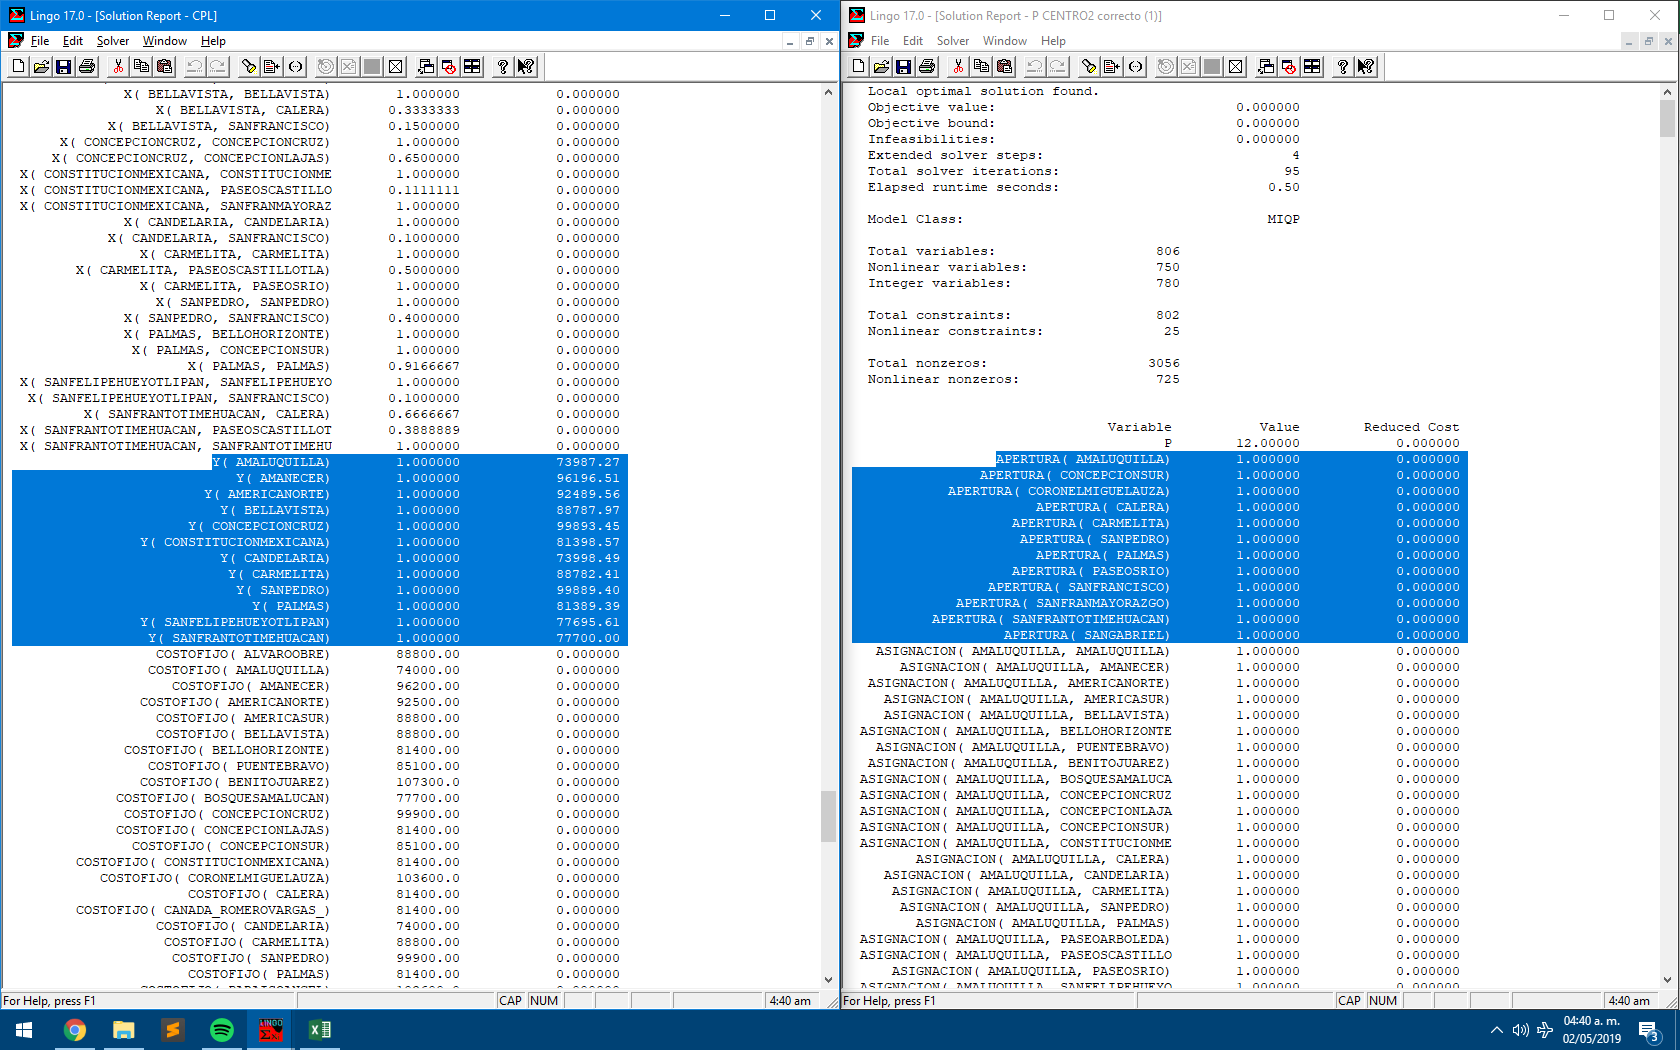 Lingo 17.0 - [Solution Report - CPL]
File Edit Solver Window Help
X( BELLAVISTA, BELLAVISTA) 1.000000 0.000000
X( BELLAVISTA, CALERA) 0.3333333 0.000000
X( BELLAVISTA, SANFRANCISCO) 0.1500000 0.000000
X( CONCEPCIONCRUZ, CONCEPCIONCRUZ) 1.000000 0.000000
X( CONCEPCIONCRUZ, CONCEPCIONLAJAS) 0.6500000 0.000000
X( CONSTITUCIONMEXICANA, CONSTITUCIONME 1.000000 0.000000
X( CONSTITUCIONMEXICANA, PASEOSCASTILLO 0.1111111 0.000000
X( CONSTITUCIONMEXICANA, SANFRANMAYORAZ 1.000000 0.000000
X( CANDELARIA, CANDELARIA) 1.000000 0.000000
X( CANDELARIA, SANFRANCISCO) 0.1000000 0.000000
X( CARMELITA, CARMELITA) 1.000000 0.000000
X( CARMELITA, PASEOSCASTILLOTLA) 0.5000000 0.000000
X( CARMELITA, PASEOSRIO) 1.000000 0.000000
X( SANPEDRO, SANPEDRO) 1.000000 0.000000
X( SANPEDRO, SANFRANCISCO) 0.4000000 0.000000
X( PALMAS, BELLOHORIZONTE) 1.000000 0.000000
X( PALMAS, CONCEPCIONSUR) 1.000000 0.000000
X( PALMAS, PALMAS) 0.9166667 0.000000
X( SANFELIPEHUEYOTLIPAN, SANFELIPEHUEYO 1.000000 0.000000
X( SANFELIPEHUEYOTLIPAN, SANFRANCISCO) 0.1000000 0.000000
X( SANFRANTOTIMEHUACAN, CALERA) 0.6666667 0.000000
X( SANFRANTOTIMEHUACAN, PASEOSCASTILLOT 0.3888889 0.000000
X( SANFRANTOTIMEHUACAN, SANFRANTOTIMEHU 1.000000 0.000000
Y( AMALUQUILLA) 1.000000 73987.27
Y( AMANECER) 1.000000 96196.51
Y( AMERICANORTE) 1.000000 92489.56
Y( BELLAVISTA) 1.000000 88787.97
Y( CONCEPCIONCRUZ) 1.000000 99893.45
Y( CONSTITUCIONMEXICANA) 1.000000 81398.57
Y( CANDELARIA) 1.000000 73998.49
Y( CARMELITA) 1.000000 88782.41
Y( SANPEDRO) 1.000000 99889.40
Y( PALMAS) 1.000000 81389.39
Y( SANFELIPEHUEYOTLIPAN) 1.000000 77695.61
Y( SANFRANTOTIMEHUACAN) 1.000000 77700.00
COSTOFIJO( ALVAROOBRE) 88800.00 0.000000
COSTOFIJO( AMALUQUILLA) 74000.00 0.000000
COSTOFIJO( AMANECER) 96200.00 0.000000
COSTOFIJO( AMERICANORTE) 92500.00 0.000000
COSTOFIJO( AMERICASUR) 88800.00 0.000000
COSTOFIJO( BELLAVISTA) 88800.00 0.000000
COSTOFIJO( BELLOHORIZONTE) 81400.00 0.000000
COSTOFIJO( PUENTEBRAVO) 85100.00 0.000000
COSTOFIJO( BENITOJUAREZ) 107300.0 0.000000
COSTOFIJO( BOSQUESAMALUCAN) 77700.00 0.000000
COSTOFIJO( CONCEPCIONCRUZ) 99900.00 0.000000
COSTOFIJO( CONCEPCIONLAJAS) 81400.00 0.000000
COSTOFIJO( CONCEPCIONSUR) 85100.00 0.000000
COSTOFIJO( CONSTITUCIONMEXICANA) 81400.00 0.000000
COSTOFIJO( CORONELMIGUELAUZA) 103600.0 0.000000
COSTOFIJO( CALERA) 81400.00 0.000000
COSTOFIJO( CANADA_ROMEROVARGAS_) 81400.00 0.000000
COSTOFIJO( CANDELARIA) 74000.00 0.000000
COSTOFIJO( CARMELITA) 88800.00 0.000000
COSTOFIJO( SANPEDRO) 99900.00 0.000000
COSTOFIJO( PALMAS) 81400.00 0.000000
For Help, press F1 CAP NUM 4:40 am
Lingo 17.0 - [Solution Report - P CENTRO2 correcto (1)]
File Edit Solver Window Help
Local optimal solution found.
Objective value: 0.000000
Objective bound: 0.000000
Infeasibilities: 0.000000
Extended solver steps: 4
Total solver iterations: 95
Elapsed runtime seconds: 0.50
Model Class: MIQP
Total variables: 806
Nonlinear variables: 750
Integer variables: 780
Total constraints: 802
Nonlinear constraints: 25
Total nonzeros: 3056
Nonlinear nonzeros: 725
Variable Value Reduced Cost
P 12.00000 0.000000
APERTURA( AMALUQUILLA) 1.000000 0.000000
APERTURA( CONCEPCIONSUR) 1.000000 0.000000
APERTURA( CORONELMIGUELAUZA) 1.000000 0.000000
APERTURA( CALERA) 1.000000 0.000000
APERTURA( CARMELITA) 1.000000 0.000000
APERTURA( SANPEDRO) 1.000000 0.000000
APERTURA( PALMAS) 1.000000 0.000000
APERTURA( PASEOSRIO) 1.000000 0.000000
APERTURA( SANFRANCISCO) 1.000000 0.000000
APERTURA( SANFRANMAYORAZGO) 1.000000 0.000000
APERTURA( SANFRANTOTIMEHUACAN) 1.000000 0.000000
APERTURA( SANGABRIEL) 1.000000 0.000000
ASIGNACION( AMALUQUILLA, AMALUQUILLA) 1.000000 0.000000
ASIGNACION( AMALUQUILLA, AMANECER) 1.000000 0.000000
ASIGNACION( AMALUQUILLA, AMERICANORTE) 1.000000 0.000000
ASIGNACION( AMALUQUILLA, AMERICASUR) 1.000000 0.000000
ASIGNACION( AMALUQUILLA, BELLAVISTA) 1.000000 0.000000
ASIGNACION( AMALUQUILLA, BELLOHORIZONTE 1.000000 0.000000
ASIGNACION( AMALUQUILLA, PUENTEBRAVO) 1.000000 0.000000
ASIGNACION( AMALUQUILLA, BENITOJUAREZ) 1.000000 0.000000
ASIGNACION( AMALUQUILLA, BOSQUESAMALUCA 1.000000 0.000000
ASIGNACION( AMALUQUILLA, CONCEPCIONCRUZ 1.000000 0.000000
ASIGNACION( AMALUQUILLA, CONCEPCIONLAJA 1.000000 0.000000
ASIGNACION( AMALUQUILLA, CONCEPCIONSUR) 1.000000 0.000000
ASIGNACION( AMALUQUILLA, CONSTITUCIONME 1.000000 0.000000
ASIGNACION( AMALUQUILLA, CALERA) 1.000000 0.000000
ASIGNACION( AMALUQUILLA, CANDELARIA) 1.000000 0.000000
ASIGNACION( AMALUQUILLA, CARMELITA) 1.000000 0.000000
ASIGNACION( AMALUQUILLA, SANPEDRO) 1.000000 0.000000
ASIGNACION( AMALUQUILLA, PALMAS) 1.000000 0.000000
ASIGNACION( AMALUQUILLA, PASEOARBOLEDA) 1.000000 0.000000
ASIGNACION( AMALUQUILLA, PASEOSCASTILLO 1.000000 0.000000
ASIGNACION( AMALUQUILLA, PASEOSRIO) 1.000000 0.000000
ASIGNACION( AMALUQUILLA, SANFELIPEHUEYO 1.000000 0.000000
For Help, press F1 CAP NUM 4:40 am
LINGO
04:40 a. m.
02/05/2019
3